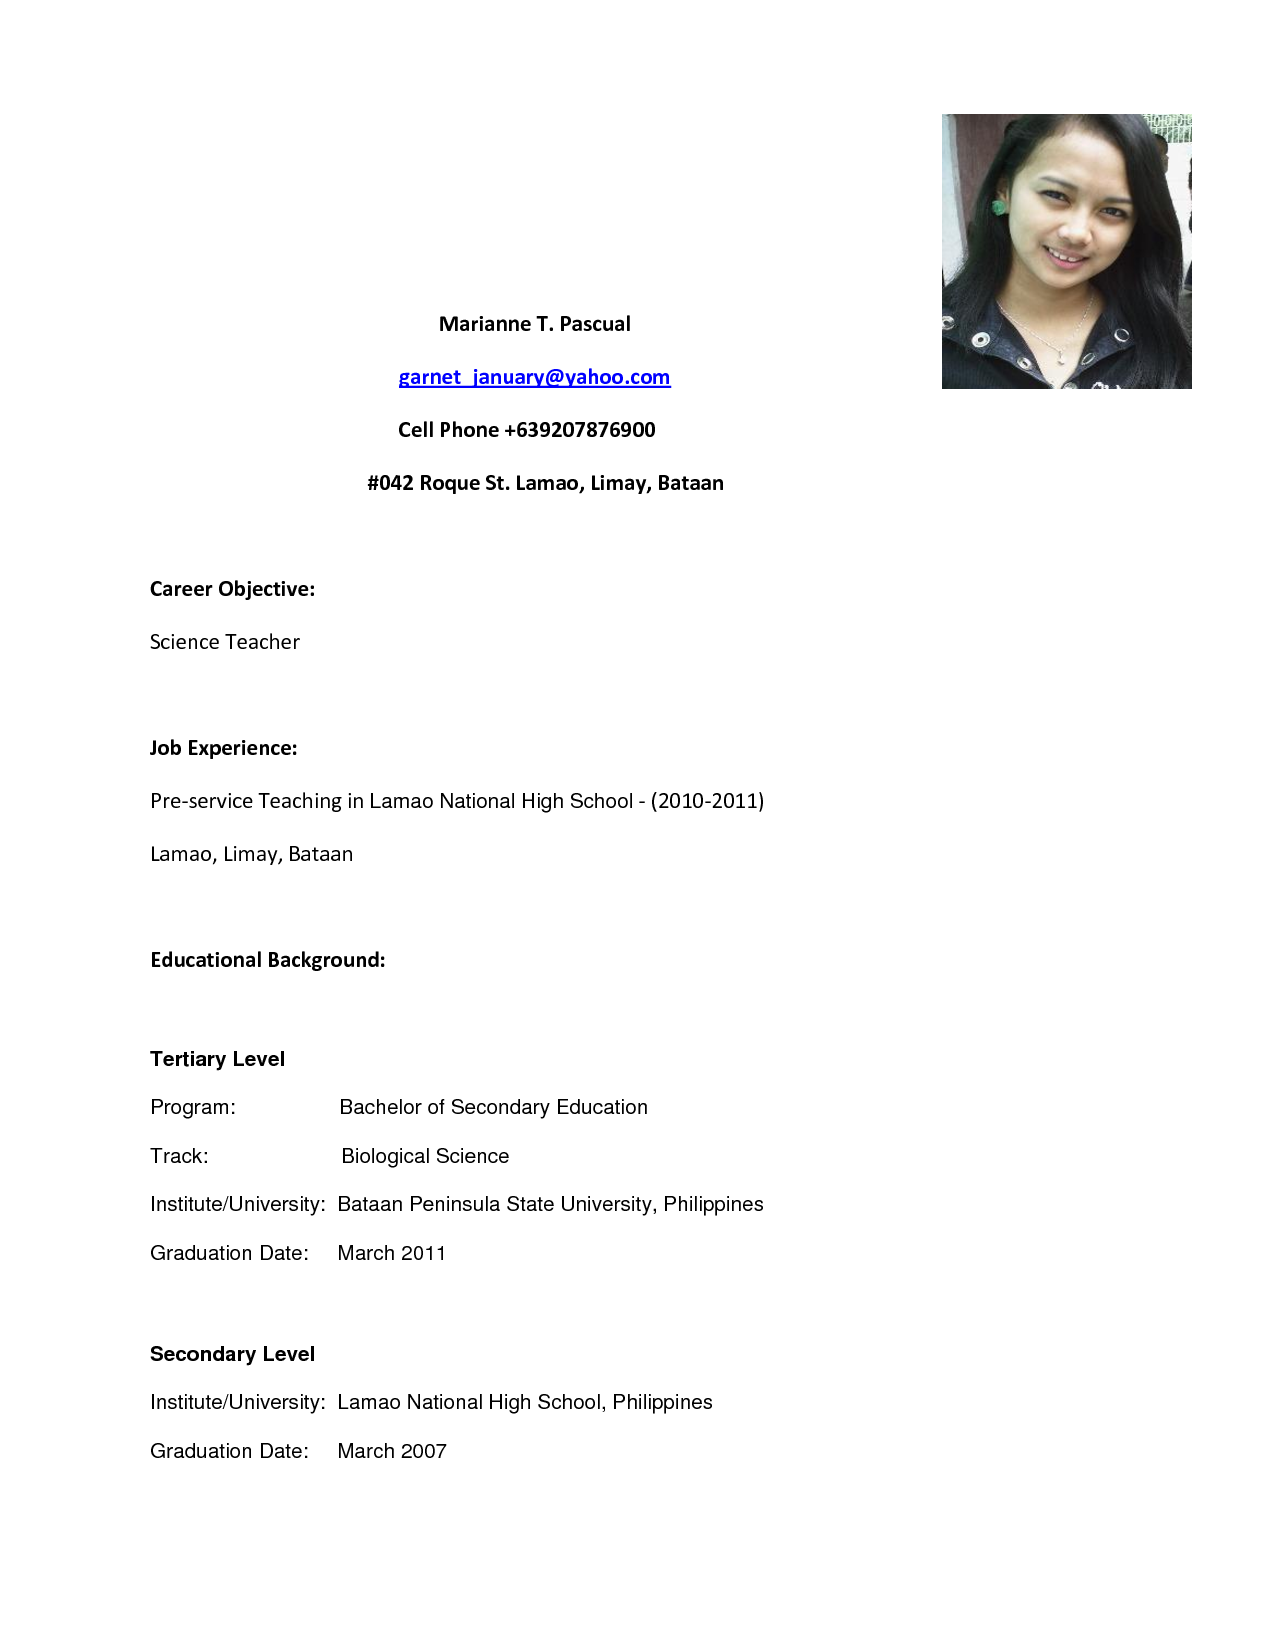 Marianne T. Pascual
garnet_january@yahoo.com
Cell Phone +639207876900
#042 Roque St. Lamao, Limay, Bataan
Career Objective:
Science Teacher
Job Experience:
Pre-service Teaching in Lamao National High School - (2010-2011)
Lamao, Limay, Bataan
Educational Background:
Tertiary Level
Program: Bachelor of Secondary Education
Track: Biological Science
Institute/University: Bataan Peninsula State University, Philippines
Graduation Date: March 2011
Secondary Level
Institute/University: Lamao National High School, Philippines
Graduation Date: March 2007